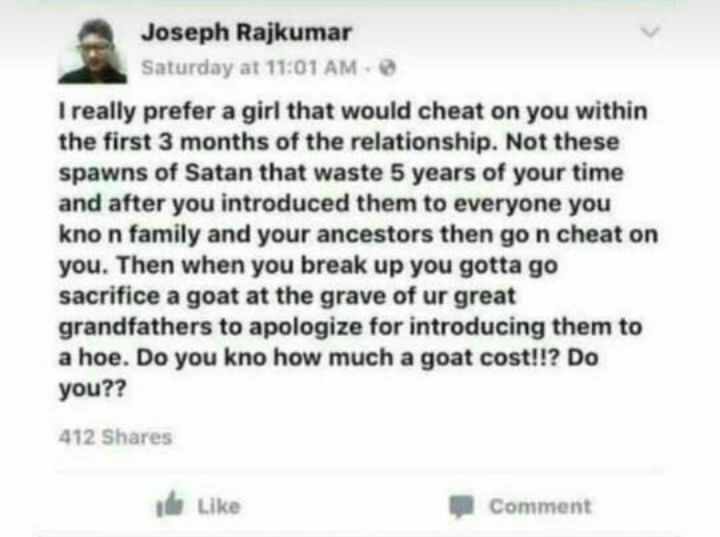 Joseph Rajkumar
Saturday at 11:01 AM ·
I really prefer a girl that would cheat on you within
the first 3 months of the relationship. Not these
spawns of Satan that waste 5 years of your time
and after you introduced them to everyone you
kno n family and your ancestors then go n cheat on
you. Then when you break up you gotta go
sacrifice a goat at the grave of ur great
grandfathers to apologize for introducing them to
a hoe. Do you kno how much a goat cost!!? Do
you??
412 Shares
Like Comment